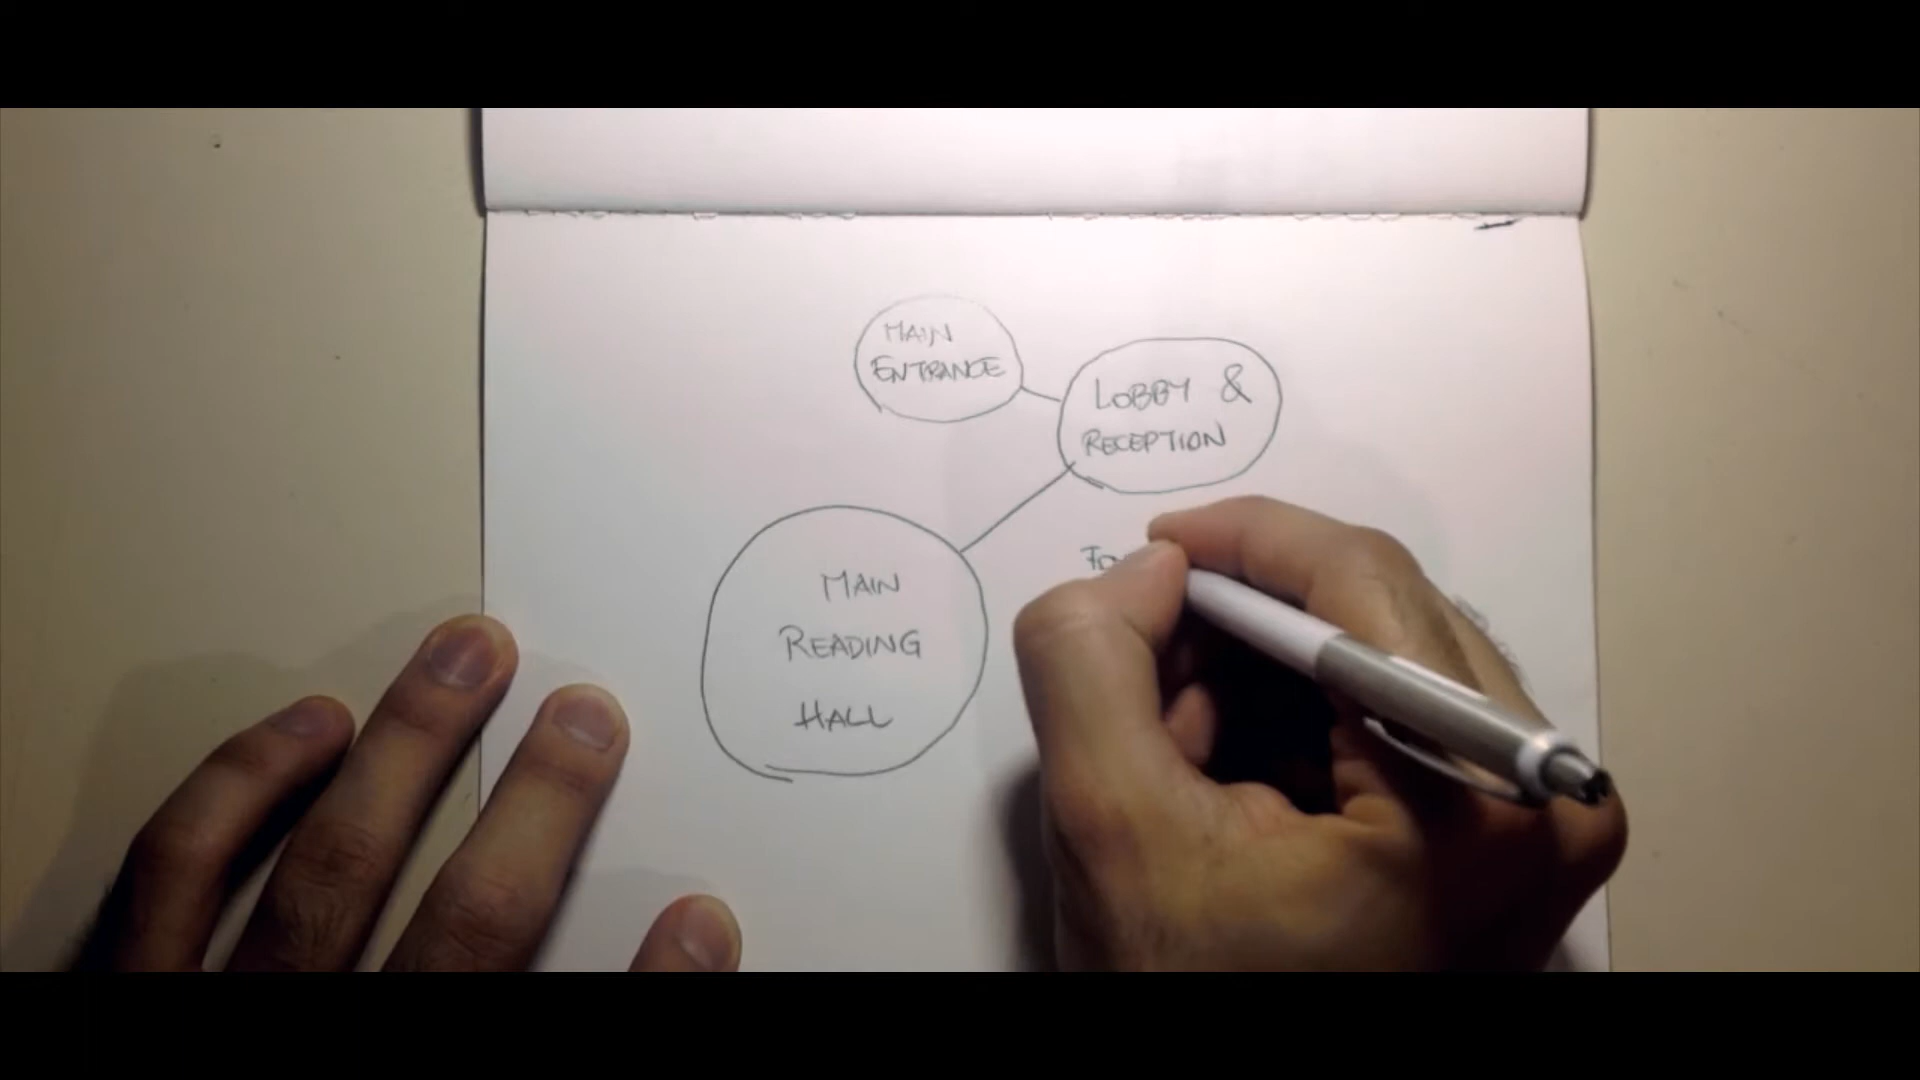 MAIN
ENTRANCE
LOBBY &
RECEPTION
MAIN
READING
HALL